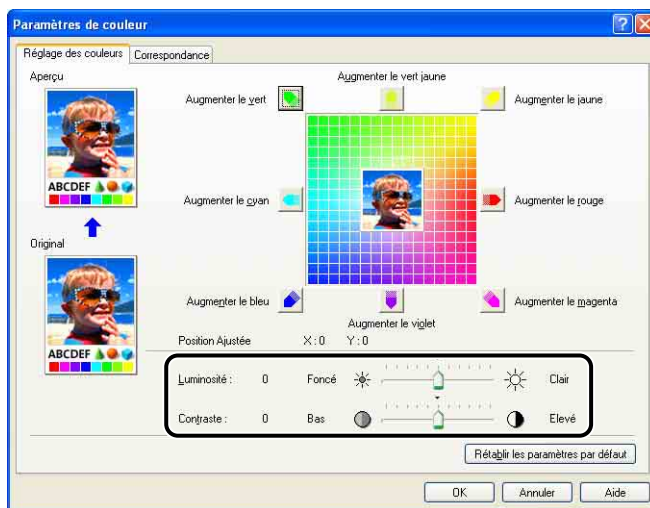 Paramètres de couleur
Réglage des couleurs Correspondance
Aperçu
ABCDEF
Original
ABCDEF
Augmenter le vert jaune
Augmenter le vert
Augmenter le jaune
Augmenter le cyan
Augmenter le rouge
Augmenter le bleu
Augmenter le magenta
Augmenter le violet
Position Ajustée X : 0 Y : 0
Luminosité : 0 Foncé Clair
Contraste : 0 Bas Elevé
Rétablir les paramètres par défaut
OK Annuler Aide